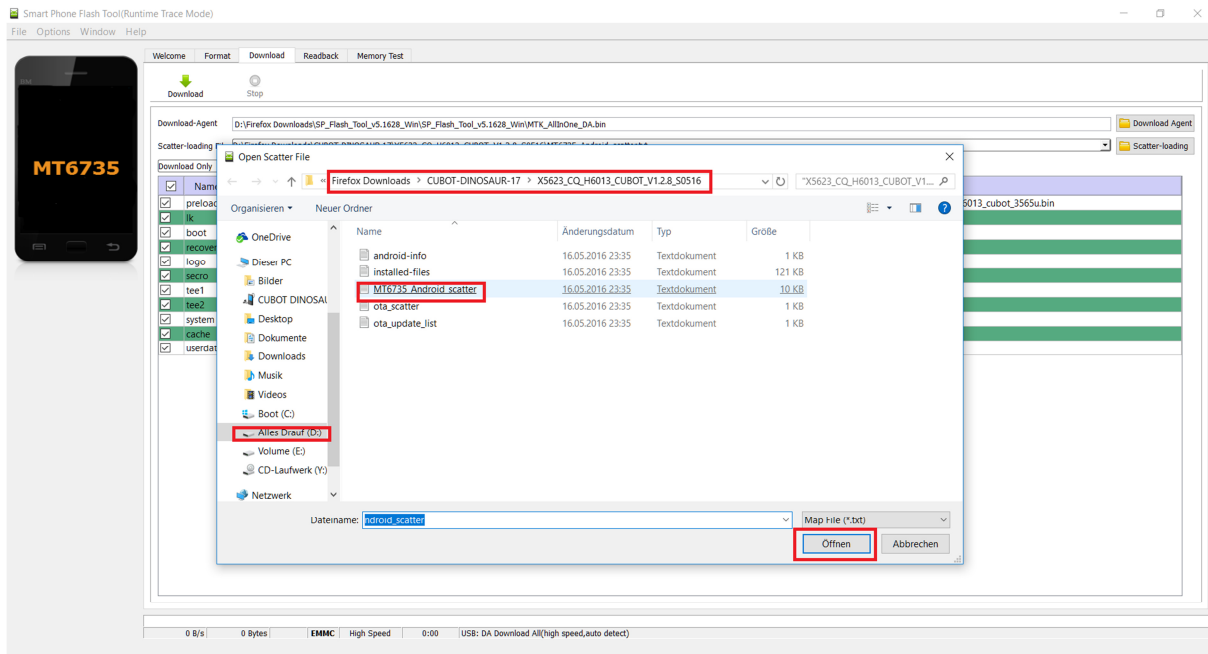 Smart Phone Flash Tool(Runtime Trace Mode)
File Options Window Help
Welcome Format Download Readback Memory Test
Download Stop
Download-Agent D:\Firefox Downloads\SP_Flash_Tool_v5.1628_Win\SP_Flash_Tool_v5.1628_Win\MTK_AllInOne_DA.bin Download Agent
Scatter-loading Scatter-loading
Download Only
MT6735
Name
preload 6013_cubot_3565u.bin
lk
boot
recover
logo
secro
tee1
tee2
system
cache
userdat
Open Scatter File
« Firefox Downloads > CUBOT-DINOSAUR-17 > X5623_CQ_H6013_CUBOT_V1.2.8_S0516 "X5623_CQ_H6013_CUBOT_V1....
Organisieren Neuer Ordner
OneDrive
Dieser PC
Bilder
CUBOT DINOSAU
Desktop
Dokumente
Downloads
Musik
Videos
Boot (C:)
Alles Drauf (D:)
Volume (E:)
CD-Laufwerk (Y:)
Netzwerk
Name Änderungsdatum Typ Größe
android-info 16.05.2016 23:35 Textdokument 1 KB
installed-files 16.05.2016 23:35 Textdokument 121 KB
MT6735_Android_scatter 16.05.2016 23:35 Textdokument 10 KB
ota_scatter 16.05.2016 23:35 Textdokument 1 KB
ota_update_list 16.05.2016 23:35 Textdokument 1 KB
Dateiname: ndroid_scatter Map File (*.txt)
Öffnen Abbrechen
0 B/s 0 Bytes EMMC High Speed 0:00 USB: DA Download All(high speed,auto detect)